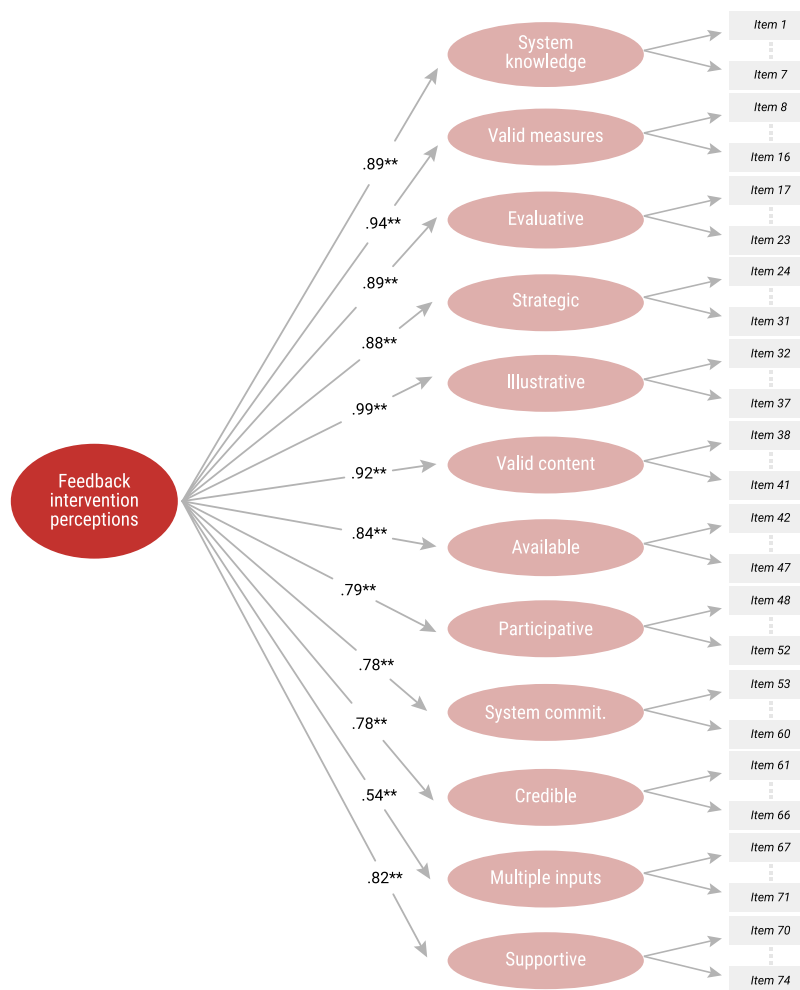 Feedback
intervention
perceptions
.89**
.94**
.89**
.88**
.99**
.92**
.84**
.79**
.78**
.78**
.54**
.82**
System
knowledge
Valid measures
Evaluative
Strategic
Illustrative
Valid content
Available
Participative
System commit.
Credible
Multiple inputs
Supportive
Item 1
Item 7
Item 8
Item 16
Item 17
Item 23
Item 24
Item 31
Item 32
Item 37
Item 38
Item 41
Item 42
Item 47
Item 48
Item 52
Item 53
Item 60
Item 61
Item 66
Item 67
Item 71
Item 70
Item 74